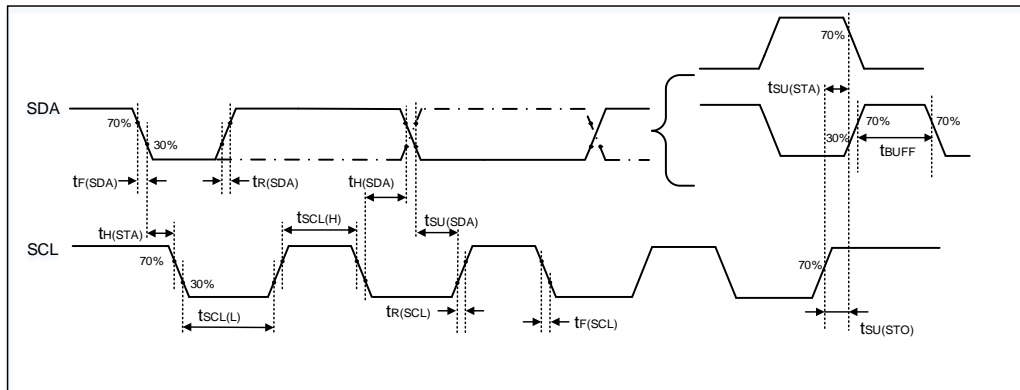 70%
tSU(STA)
SDA
70%
30%
30%
70%
70%
tBUFF
tF(SDA)
tR(SDA)
tH(SDA)
tH(STA)
tSCL(H)
tSU(SDA)
SCL
70%
30%
70%
tSCL(L)
tR(SCL)
tF(SCL)
tSU(STO)